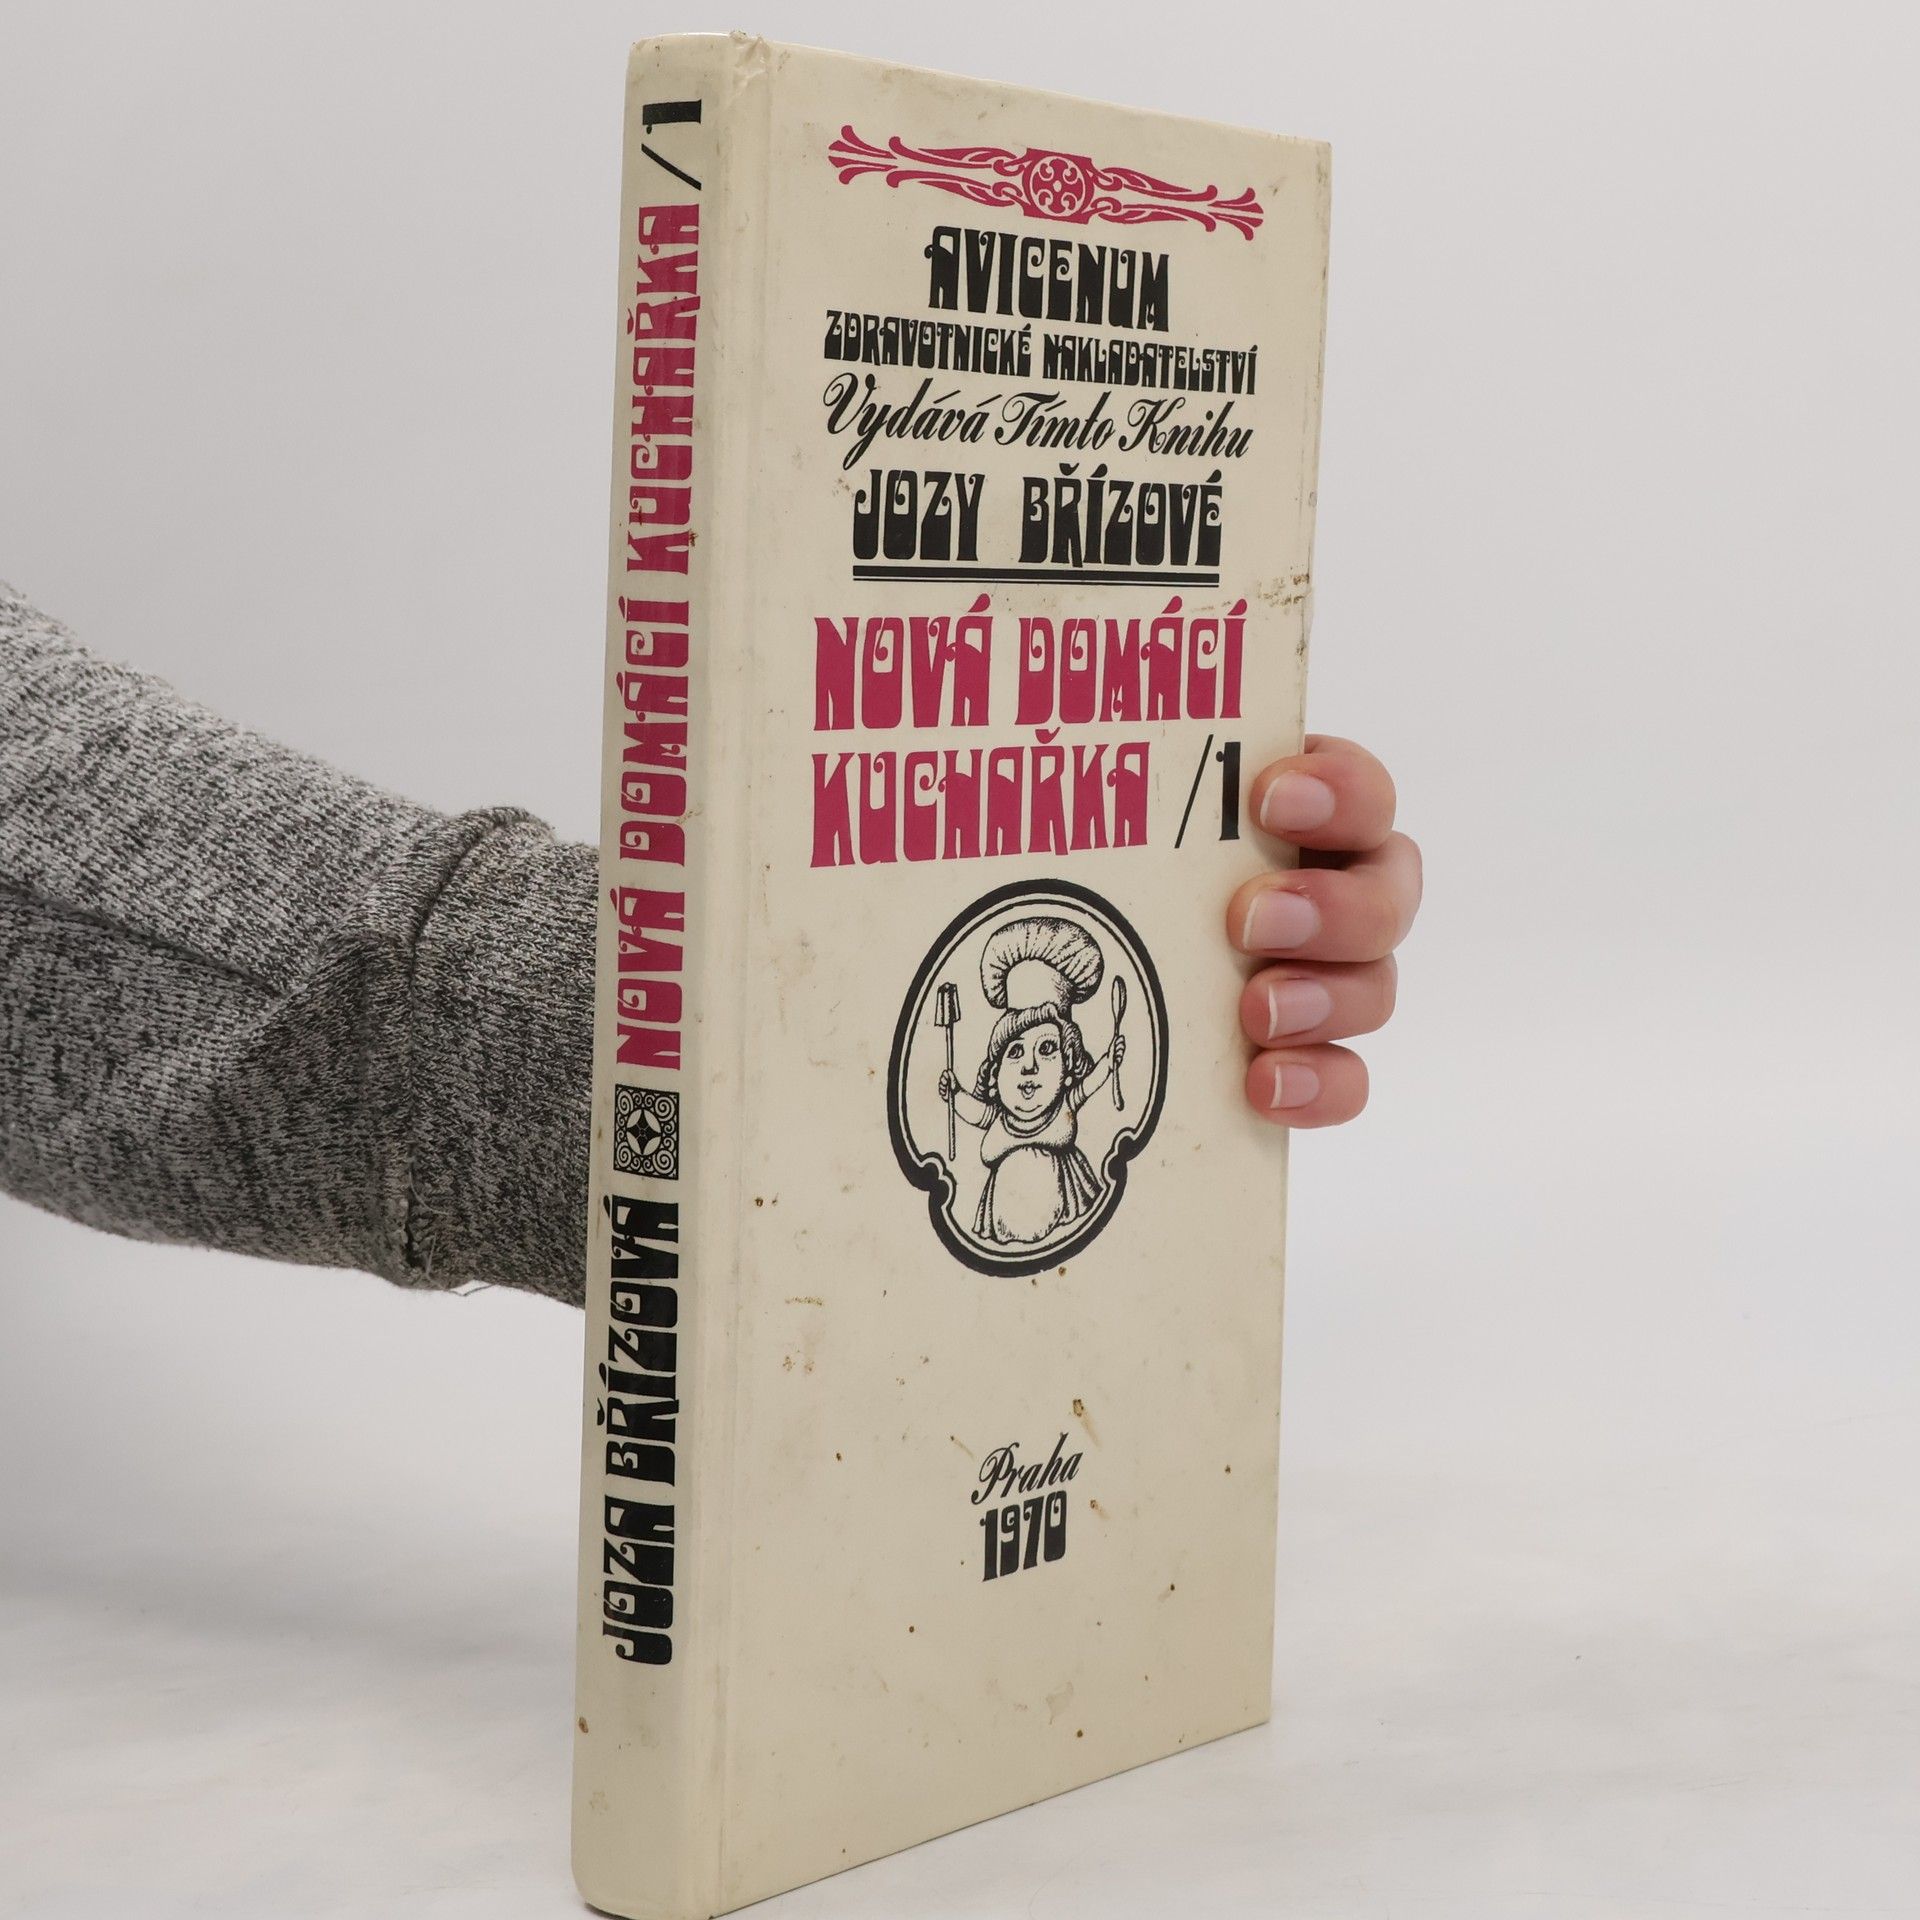 JOZA BŘÍZOVÁ NOVÁ DOMÁCÍ KUCHAŘKA /1
AVICENUM
ZDRAVOTNICKÉ NAKLADATELSTVÍ
Vydává Tímto Knihu
JOZY BŘÍZOVÉ
NOVÁ DOMÁCÍ
KUCHAŘKA /1
Praha
1970